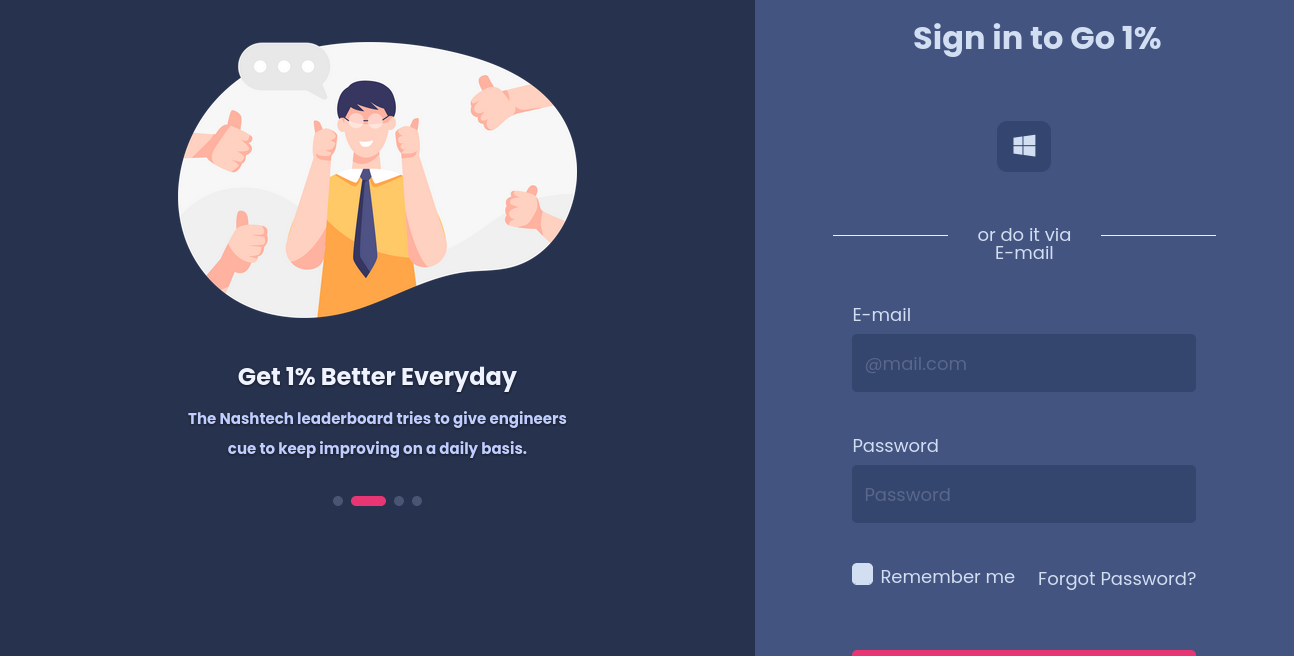 Get 1% Better Everyday
The Nashtech leaderboard tries to give engineers
cue to keep improving on a daily basis.
Sign in to Go 1%
or do it via
E-mail
E-mail
@mail.com
Password
Password
Remember me
Forgot Password?